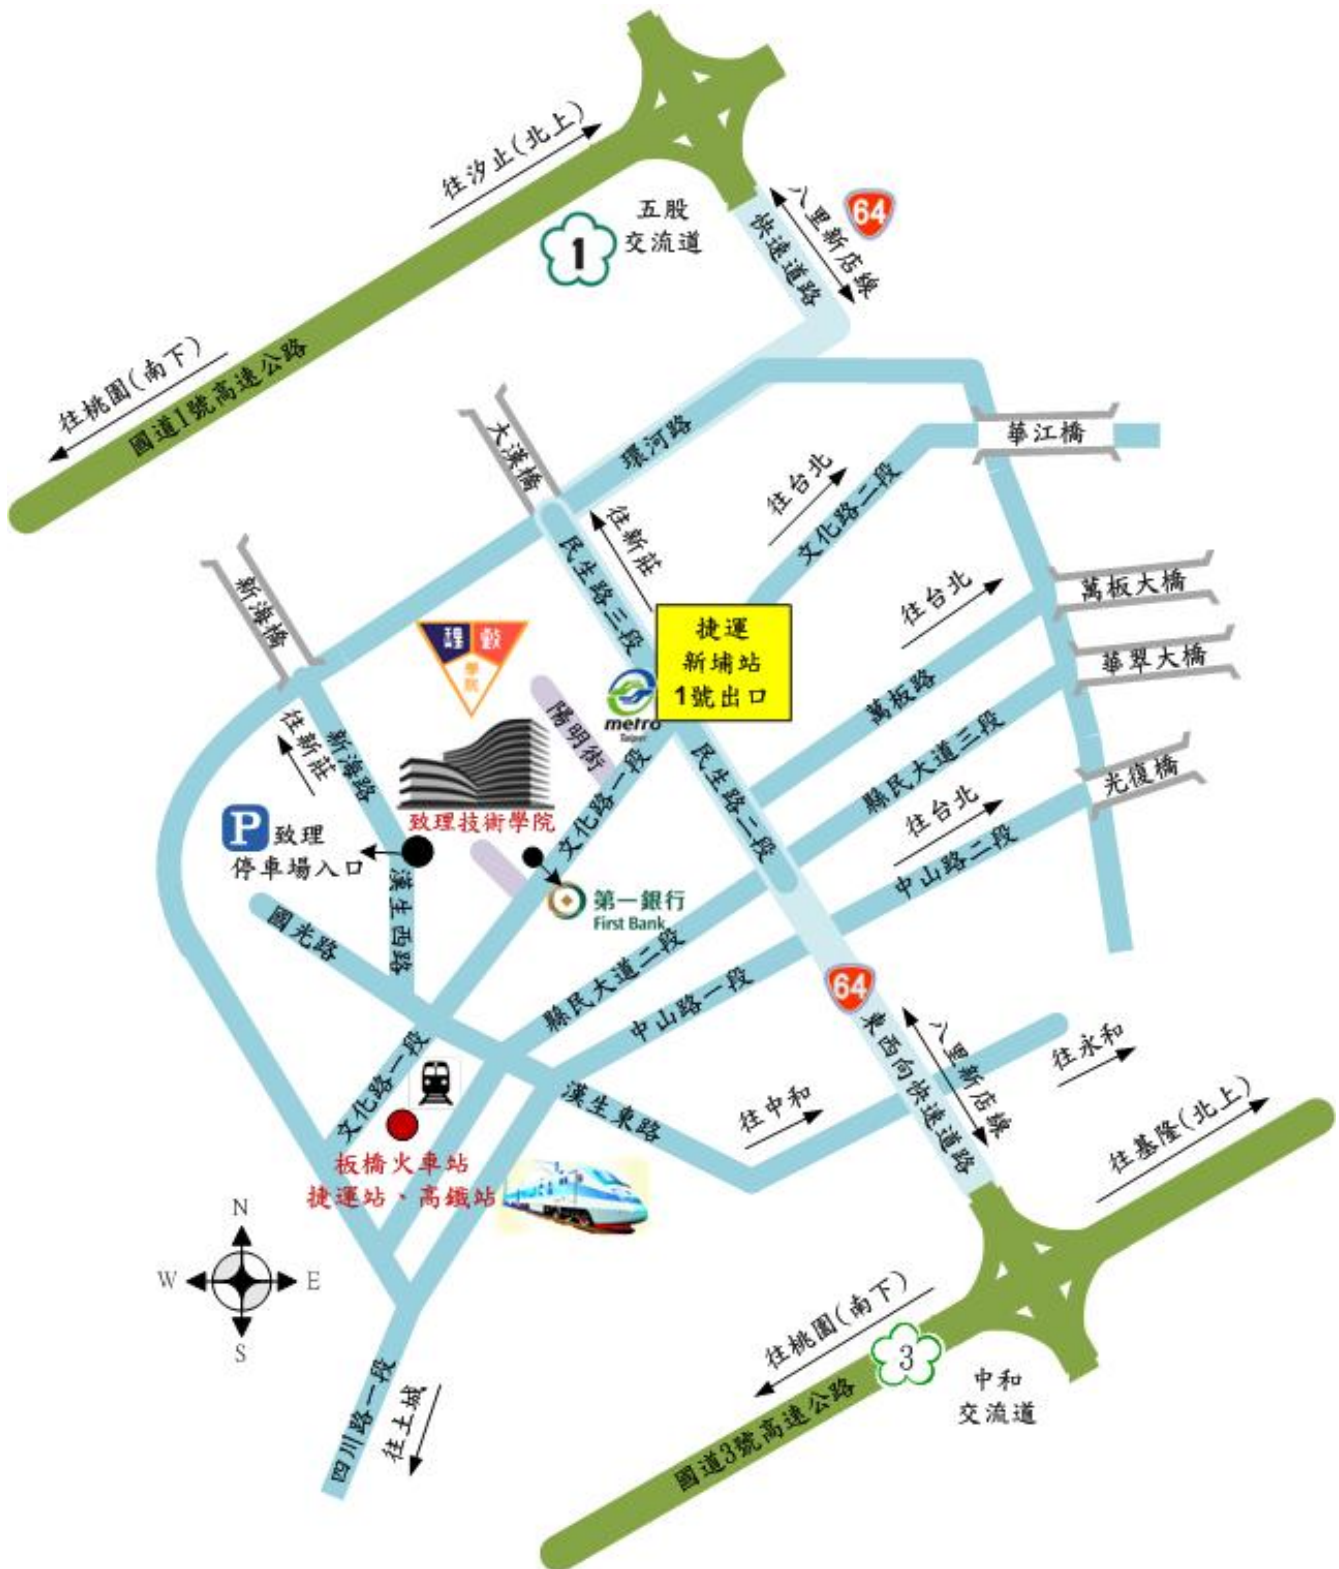 往汐止(北上)
64
八里新店線
五股
交流道
1
快速道路
往桃園(南下)
國道1號高速公路
大漢橋
環河路
華江橋
往台北
文化路二段
往新莊
民生路三段
新海橋
往台北
萬板大橋
捷運
新埔站
1號出口
華翠大橋
理致
學院
metro
Taipei
陽明街
萬板路
往新莊
新海路
文化路一段
民生路二段
縣民大道三段
光復橋
往台北
P 致理
停車場入口
致理技術學院
中山路二段
漢生西路
第一銀行
First Bank
國光路
縣民大道二段
中山路一段
64
東西向快速道路
八里新店線
往永和
文化路一段
漢生東路
往中和
往基隆(北上)
板橋火車站
捷運站、高鐵站
N
W
E
S
往桃園(南下)
3
中和
交流道
國道3號高速公路
四川路一段
往土城